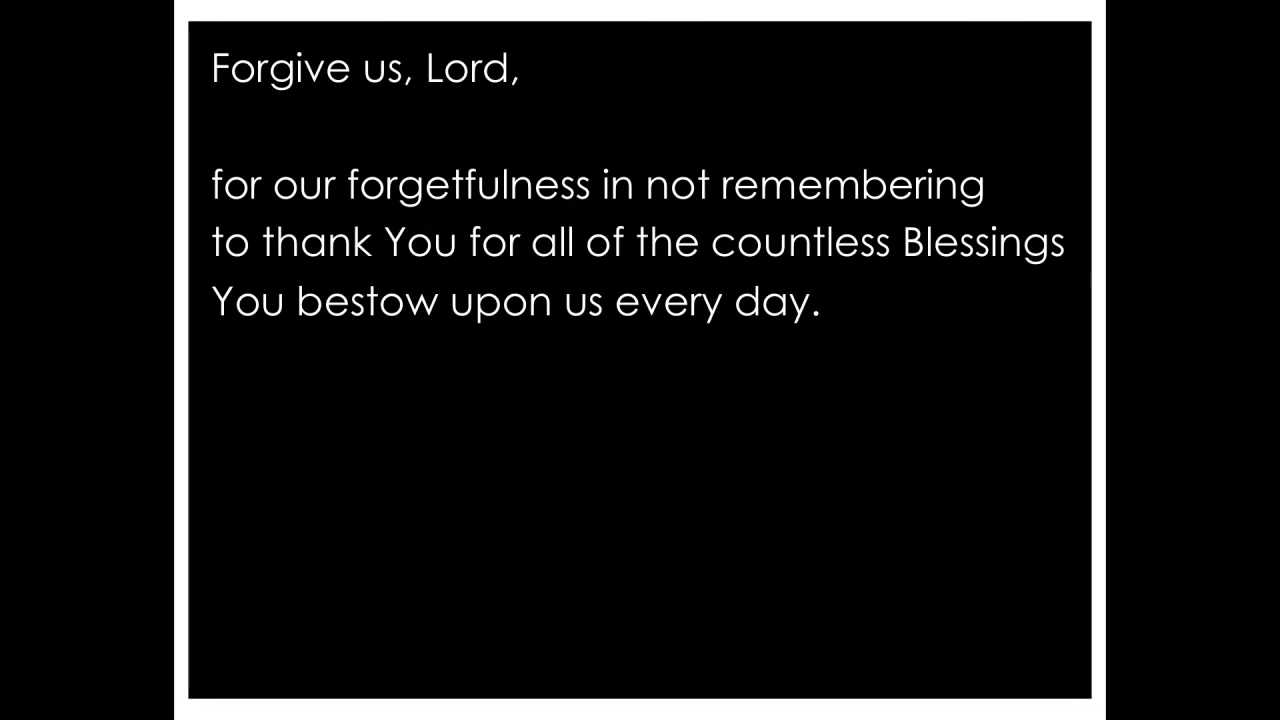 Forgive us, Lord,
for our forgetfulness in not remembering
to thank You for all of the countless Blessings
You bestow upon us every day.